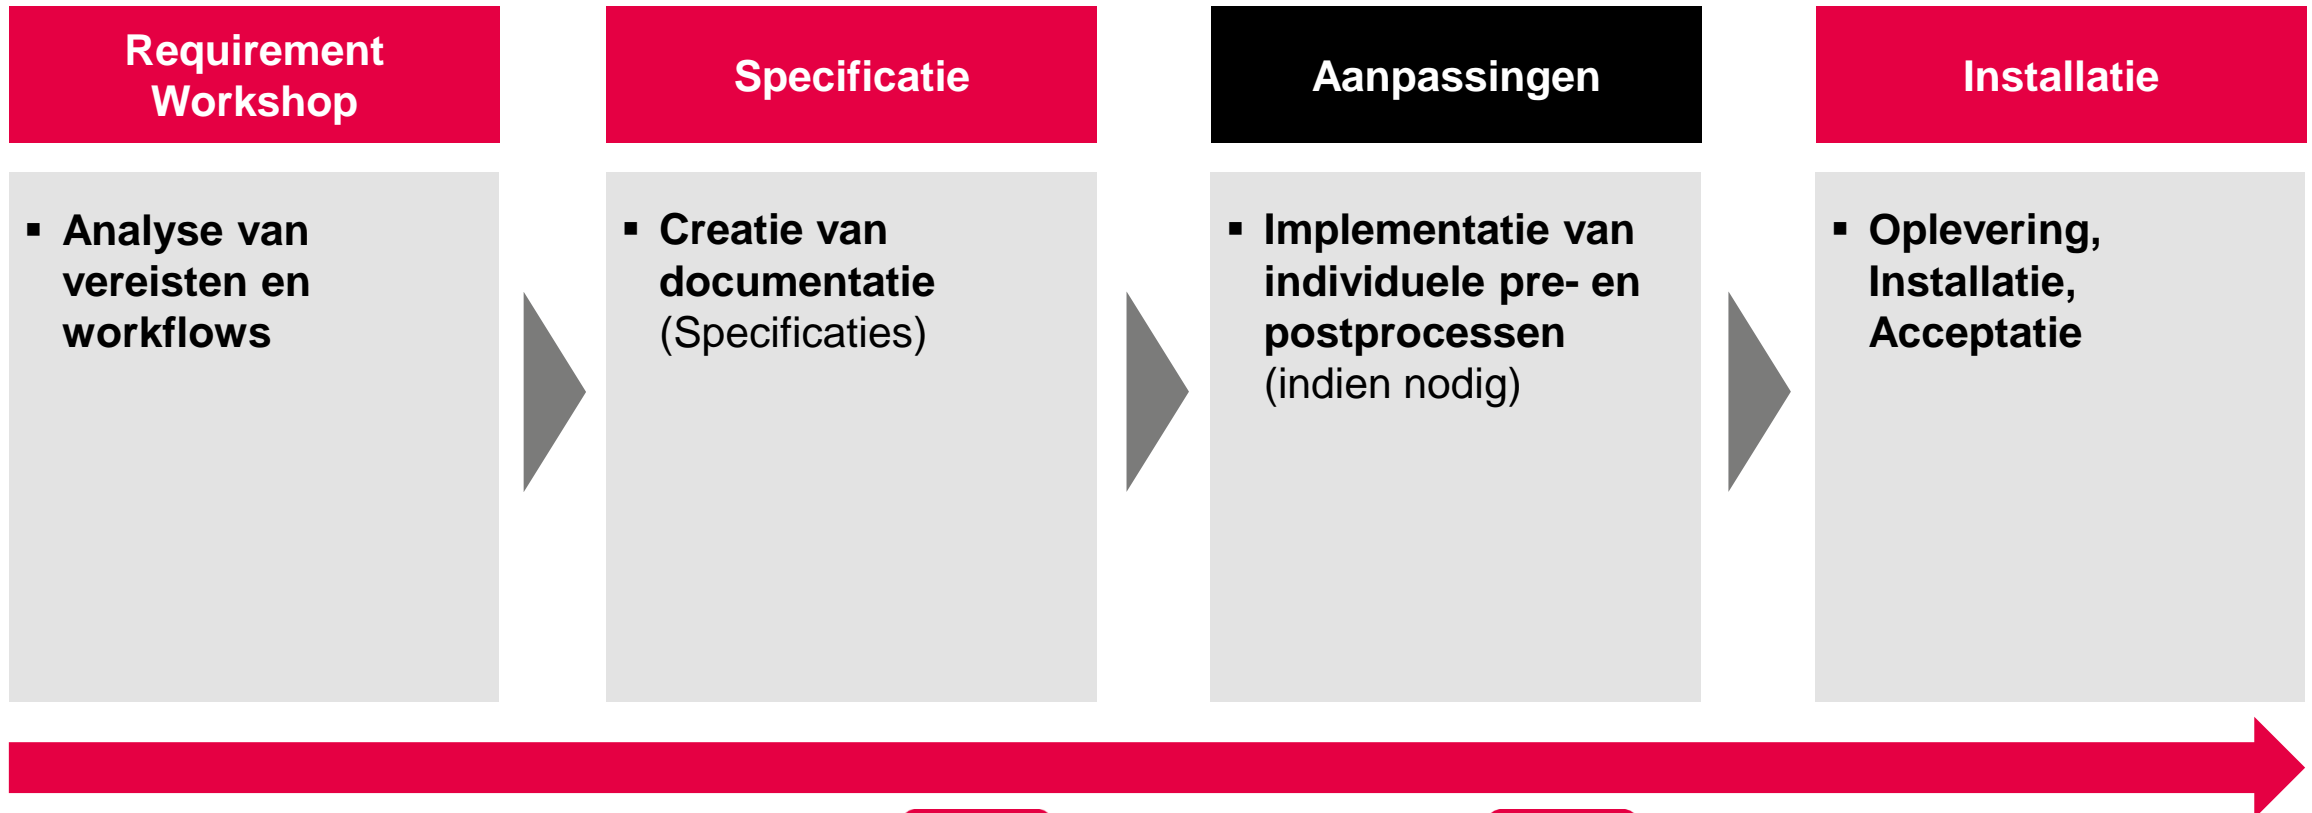 Requirement
Workshop
Specificatie
Aanpassingen
Installatie
▪ Analyse van
vereisten en
workflows
▪ Creatie van
documentatie
(Specificaties)
▪ Implementatie van
individuele pre- en
postprocessen
(indien nodig)
▪ Oplevering,
Installatie,
Acceptatie